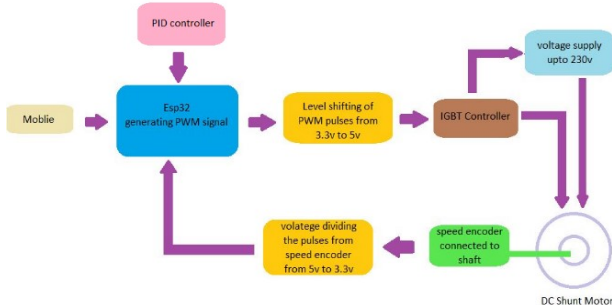 PID controller
voltage supply
upto 230v
Esp32
generating PWM signal
Moblie
Level shifting of
PWM pulses from
3.3v to 5v
IGBT Controller
volatege dividing
the pulses from
speed encoder
from 5v to 3.3v
speed encoder
connected to
shaft
DC Shunt Motor